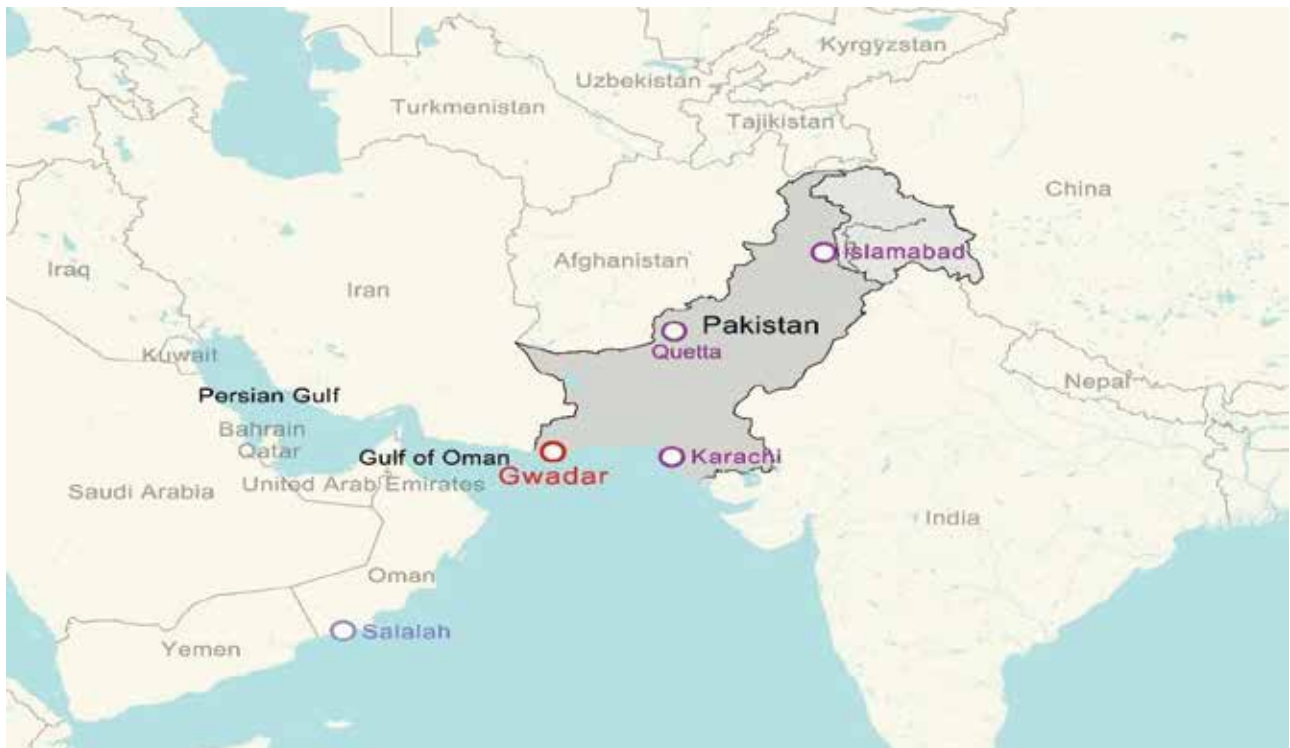 Kyrgyzstan
Uzbekistan
Turkmenistan
Tajikistan
China
Islamabad
Afghanistan
Iraq
Iran
Pakistan
Quetta
Kuwait
Nepal
Persian Gulf
Bahrain
Qatar
Gulf of Oman
Karachi
Gwadar
United Arab Emirates
Saudi Arabia
India
Oman
Salalah
Yemen